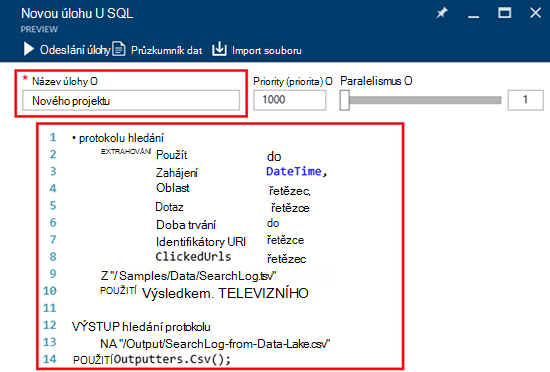 Novou úlohu U SQL
PREVIEW
Odeslání úlohy Průzkumník dat Import souboru
* Název úlohy O Priority (priorita) O Paralelismus O
Nového projektu 1000 1
1 • protokolu hledání
2 EXTRAHOVÁNÍ Použít do
3 Zahájení DateTime,
4 Oblast řetězec,
5 Dotaz řetězce
6 Doba trvání do
7 Identifikátory URI řetězce
8 ClickedUrls řetězec
9 Z "/Samples/Data/SearchLog.tsv"
10 POUŽITÍ Výsledkem. TELEVIZNÍHO
11
12 VÝSTUP hledání protokolu
13 NA "/Output/SearchLog-from-Data-Lake.csv"
14 POUŽITÍ Outputters.Csv();